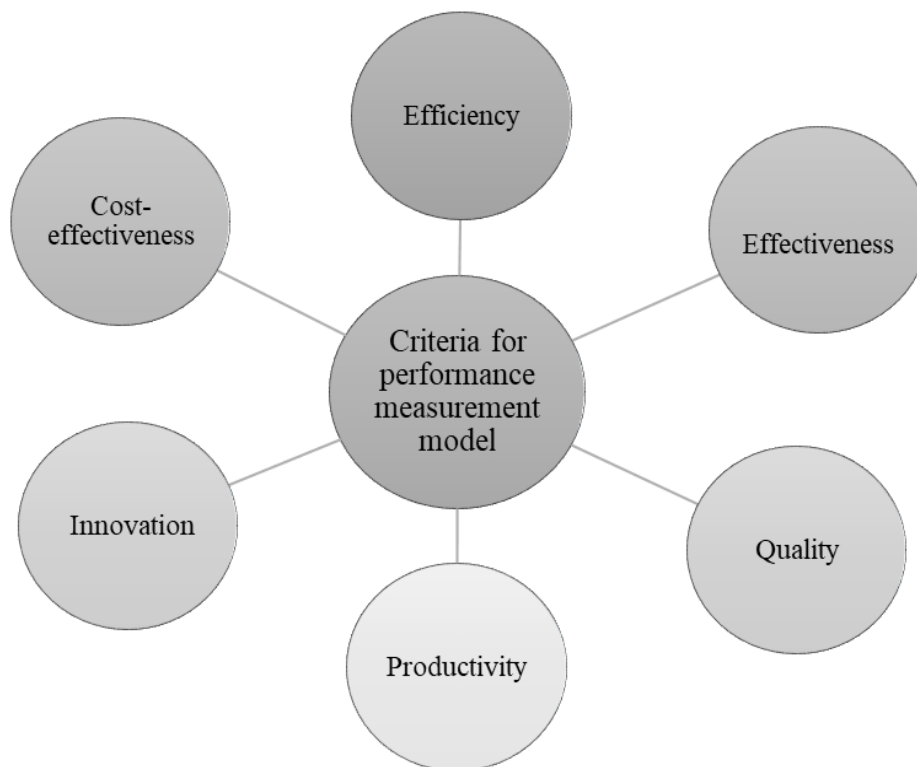 Efficiency
Cost-
effectiveness
Effectiveness
Criteria for
performance
measurement
model
Innovation
Quality
Productivity